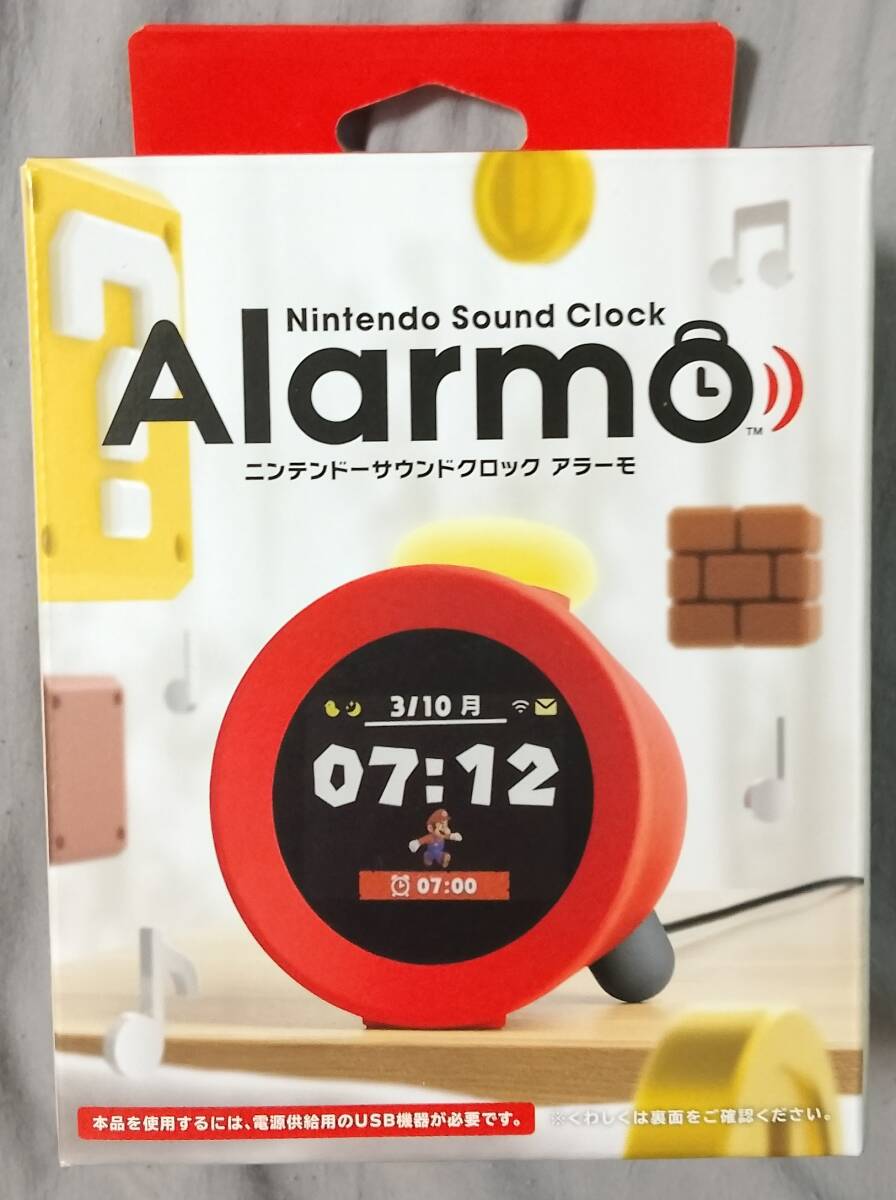 Nintendo Sound Clock
Alarmo
TM
ニンテンドーサウンドクロック アラーモ
3/10 月
07:12
07:00
本品を使用するには、電源供給用のUSB機器が必要です。
※くわしくは裏面をご確認ください。